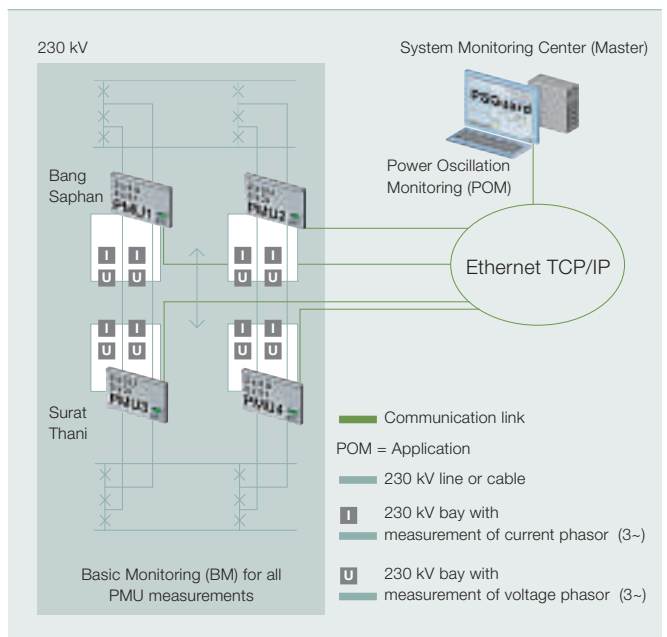 230 kV
System Monitoring Center (Master)
PSGuard
Power Oscillation
Monitoring (POM)
Bang
Saphan
PMU1
PMU2
I I I I
U U U U
Ethernet TCP/IP
I I I I
U U U U
PMU3
PMU4
Surat
Thani
Basic Monitoring (BM) for all
PMU measurements
Communication link
POM = Application
230 kV line or cable
I
230 kV bay with
measurement of current phasor (3~)
U
230 kV bay with
measurement of voltage phasor (3~)